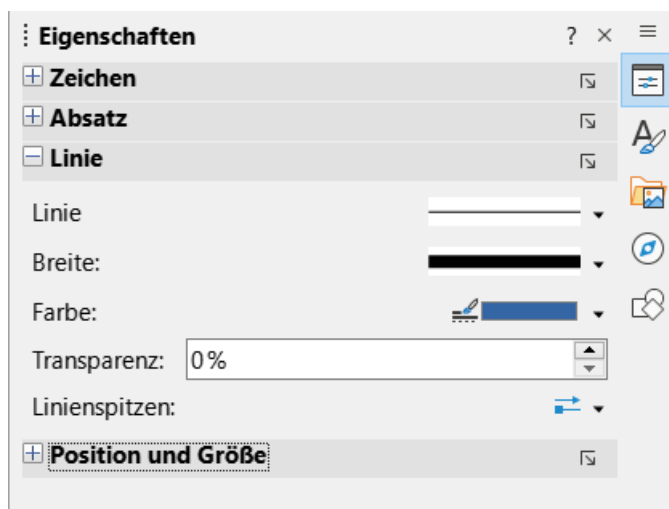 Eigenschaften ? ×
Zeichen
Absatz
Linie
Linie
Breite:
Farbe:
Transparenz: 0 %
Linienspitzen:
Position und Größe